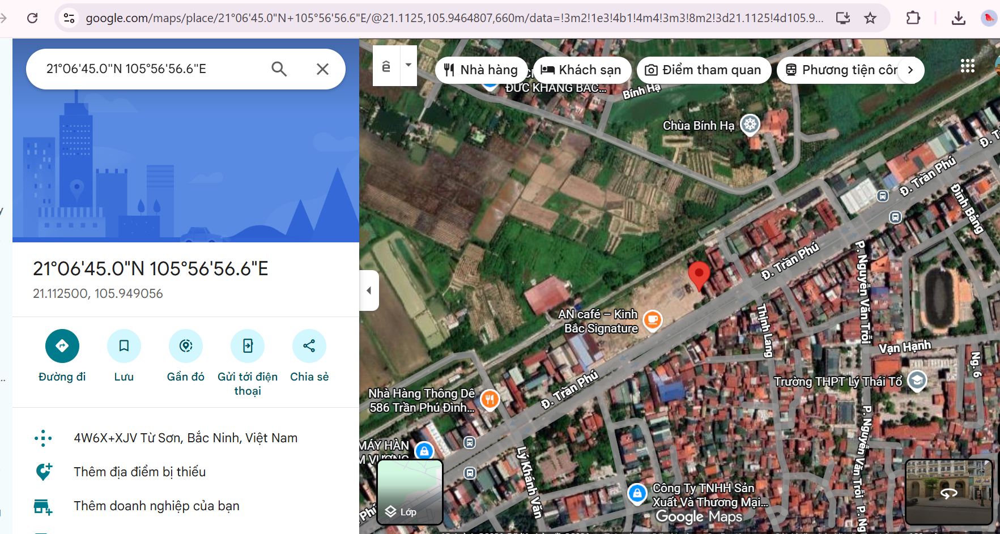 google.com/maps/place/21°06'45.0"N+105°56'56.6"E/@21.1125,105.9464807,660m/data=!3m2!1e3!4b1!4m4!3m3!8m2!3d21.1125!4d105.9...
21°06'45.0"N 105°56'56.6"E
ê
Nhà hàng
Khách sạn
Điểm tham quan
Phương tiện côn
ĐỨC KHANG BẮC...
Bính Hạ
Chùa Bính Hạ
Đ. T
Đ. Trần Phú
Đình Bảng
21°06'45.0"N 105°56'56.6"E
21.112500, 105.949056
Đường đi
Lưu
Gần đó
Gửi tới điện
thoại
Chia sẻ
4W6X+XJV Từ Sơn, Bắc Ninh, Việt Nam
Thêm địa điểm bị thiếu
Thêm doanh nghiệp của bạn
Đ. Trần Phú
P. Nguyễn Văn Trỗi
AN café – Kinh
Bắc Signature
Thịnh Lang
Vạn Hạnh
Ng. 6
Trường THPT Lý Thái Tổ
Đ. Trần Phú
Nhà Hàng Thông Dê
586 Trần Phú Đình...
P. Nguyễn Văn Trỗi
MÁY HÀN
Lý Khánh Văn
Công Ty TNHH Sản
Xuất Và Thương Mại...
Phú
Lớp
P. Ng
Google Maps